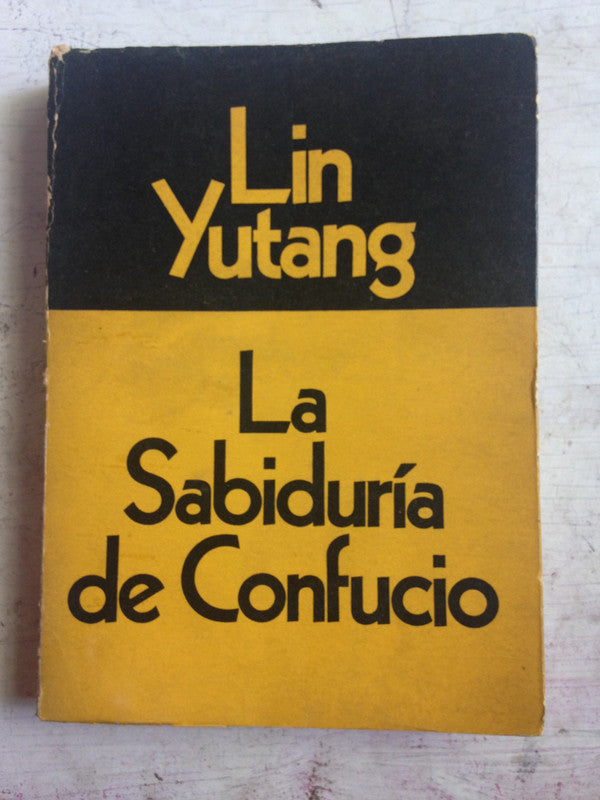 Lin
Yutang
La
Sabiduría
de Confucio